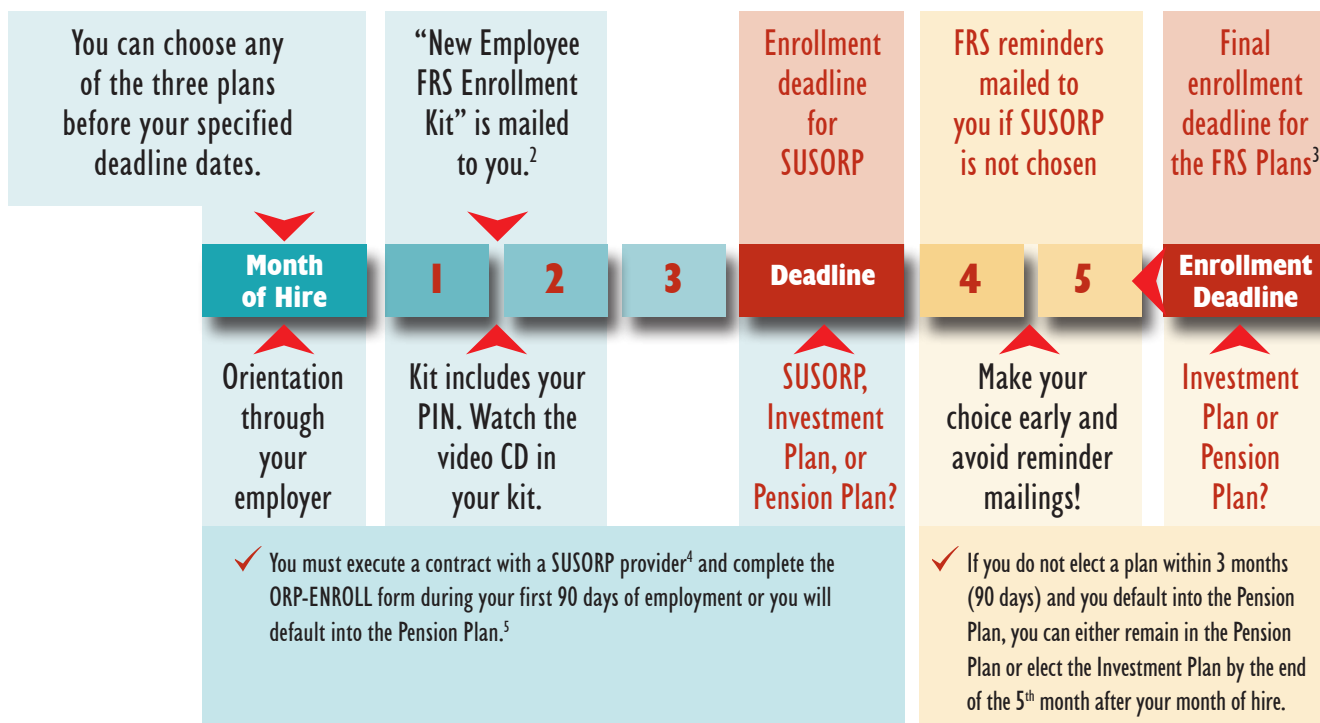 You can choose any
of the three plans
before your specified
deadline dates.
“New Employee
FRS Enrollment
Kit” is mailed
to you.2
Enrollment
deadline
for
SUSORP
FRS reminders
mailed to
you if SUSORP
is not chosen
Final
enrollment
deadline for
the FRS Plans3
Month
of Hire
1
2
3
Deadline
4
5
Enrollment
Deadline
Orientation
through
your
employer
Kit includes your
PIN. Watch the
video CD in
your kit.
SUSORP,
Investment
Plan, or
Pension Plan?
Make your
choice early and
avoid reminder
mailings!
Investment
Plan or
Pension
Plan?
✓ You must execute a contract with a SUSORP provider4 and complete the
ORP-ENROLL form during your first 90 days of employment or you will
default into the Pension Plan.5
✓ If you do not elect a plan within 3 months
(90 days) and you default into the Pension
Plan, you can either remain in the Pension
Plan or elect the Investment Plan by the end
of the 5th month after your month of hire.